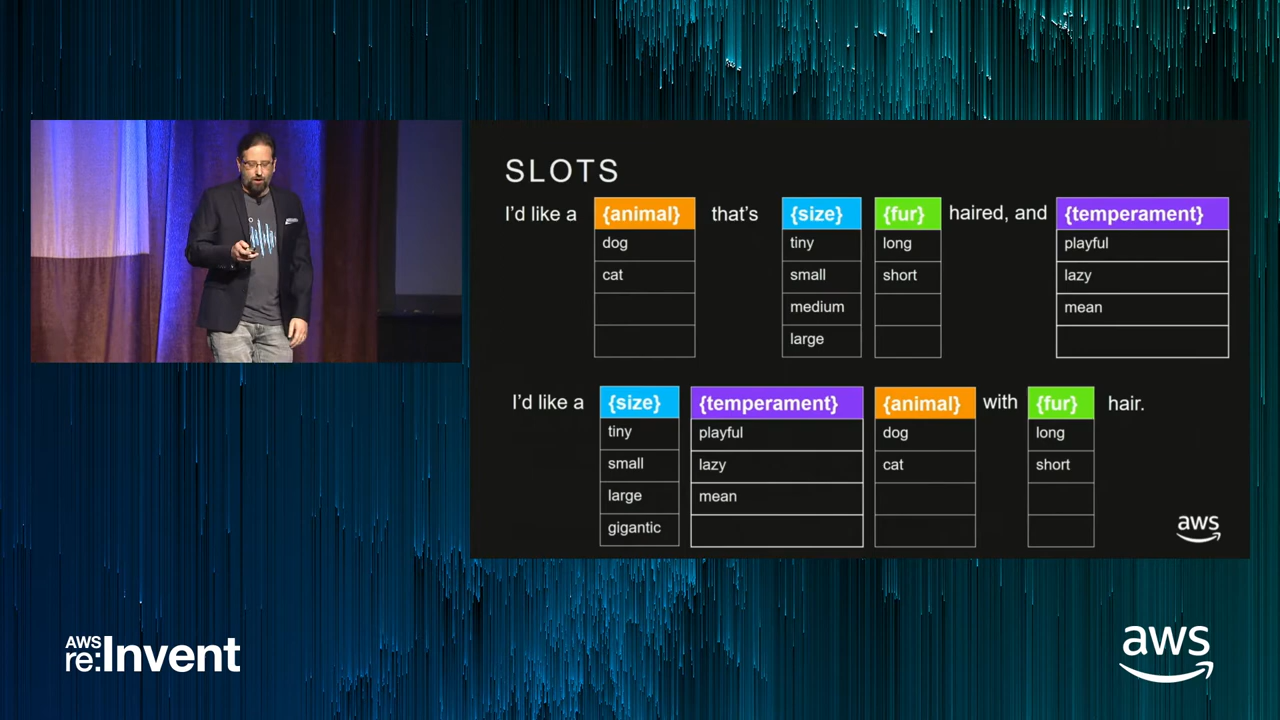 SLOTS
I'd like a {animal} that's {size} {fur} haired, and {temperament}
dog tiny long playful
cat small short lazy
medium mean
large
I'd like a {size} {temperament} {animal} with {fur} hair.
tiny playful dog long
small lazy cat short
large mean
gigantic
aws
AWS
re:Invent
aws